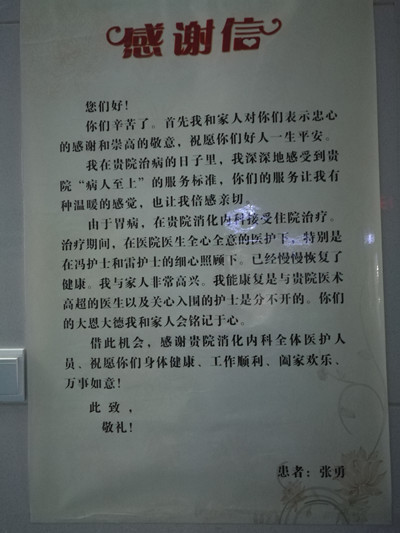 感谢信
您们好!
你们辛苦了。首先我和家人对你们表示忠心
的感谢和崇高的敬意，祝愿你们好人一生平安。
我在贵院治病的日子里，我深深地感受到贵
院“病人至上”的服务标准，你们的服务让我有
种温暖的感觉，也让我倍感亲切。
由于胃病，在贵院消化内科接受住院治疗。
治疗期间，在医院医生全心全意的医护下，特别是
在冯护士和雷护士的细心照顾下。已经慢慢恢复了
健康。我与家人非常高兴。我能康复是与贵院医术
高超的医生以及关心入围的护士是分不开的。你们
的大恩大德我和家人会铭记于心。
借此机会，感谢贵院消化内科全体医护人
员、祝愿你们身体健康、工作顺利、阖家欢乐、
万事如意!
此致，
敬礼!
患者：张勇